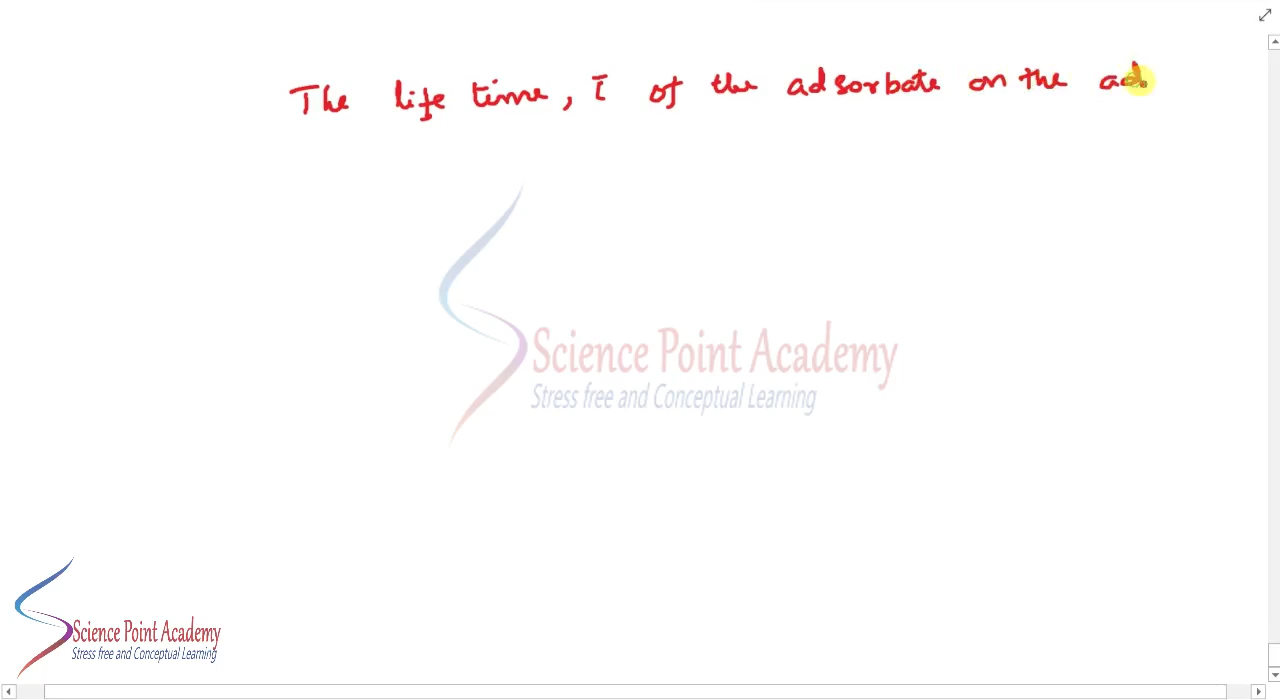 The life time, τ of the adsorbate on the ad
Science Point Academy
Stress free and Conceptual Learning
Science Point Academy
Stress free and Conceptual Learning